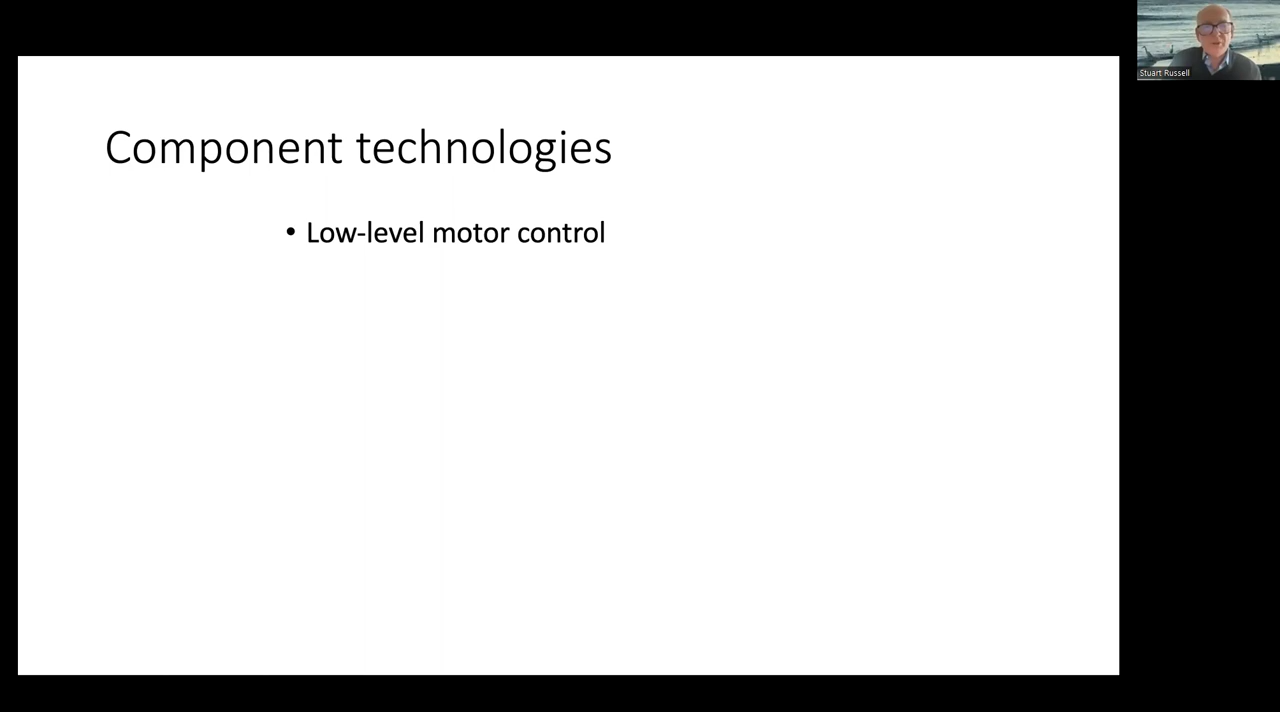 Component technologies
• Low-level motor control
Stuart Russell